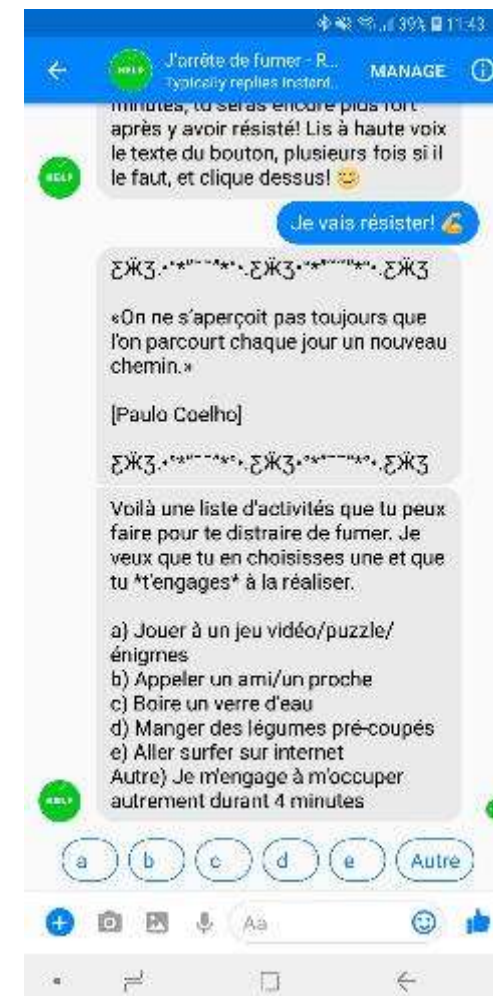 39% 11:43
J'arrête de fumer - R...
Typically replies instant..
MANAGE
minutes, tu seras encore plus fort
après y avoir résisté! Lis à haute voix
le texte du bouton, plusieurs fois si il
le faut, et clique dessus! 😊
HELP
Je vais résister! 💪
«On ne s'aperçoit pas toujours que
l'on parcourt chaque jour un nouveau
chemin.»
[Paulo Coelho]
Voilà une liste d'activités que tu peux
faire pour te distraire de fumer. Je
veux que tu en choisisses une et que
tu *t'engages* à la réaliser.
a) Jouer à un jeu vidéo/puzzle/
énigmes
b) Appeler un ami/un proche
c) Boire un verre d'eau
d) Manger des légumes pré-coupés
e) Aller surfer sur internet
Autre) Je m'engage à m'occuper
autrement durant 4 minutes
HELP
a b c d e Autre
Aa